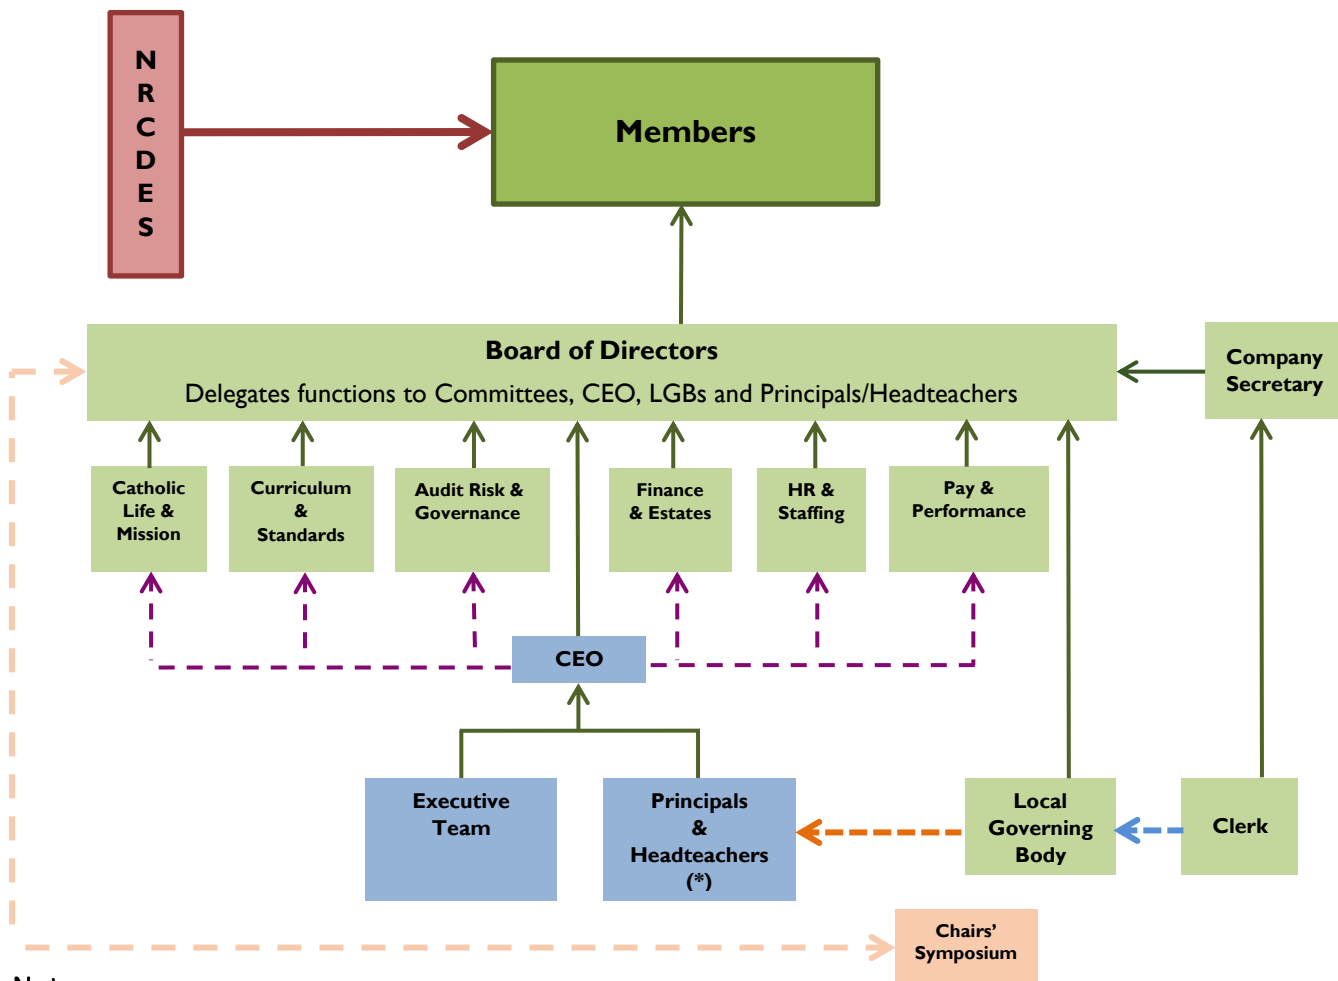 N
R
C
D
E
S
Members
Board of Directors
Delegates functions to Committees, CEO, LGBs and Principals/Headteachers
Company
Secretary
Catholic
Life &
Mission
Curriculum
&
Standards
Audit Risk &
Governance
Finance
& Estates
HR &
Staffing
Pay &
Performance
CEO
Executive
Team
Principals
&
Headteachers
(*)
Local
Governing
Body
Clerk
Chairs’
Symposium